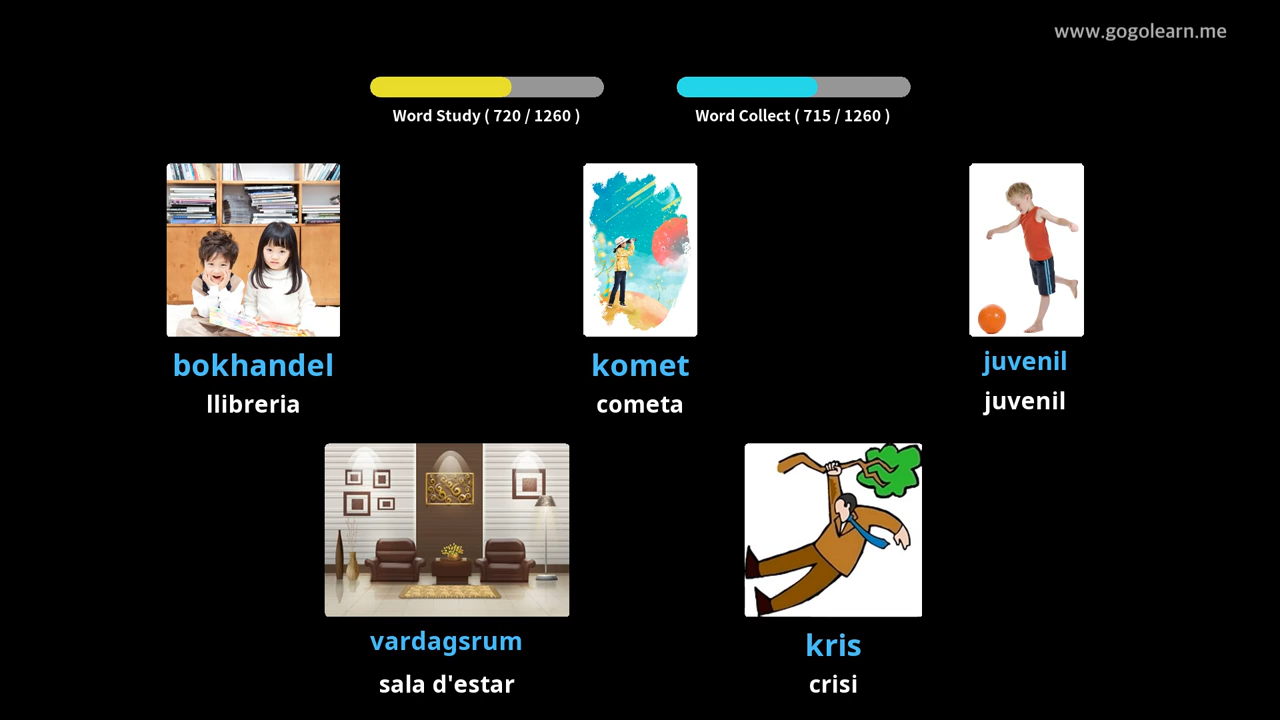 www.gogolearn.me
Word Study ( 720 / 1260 )
Word Collect ( 715 / 1260 )
bokhandel
llibreria
komet
cometa
juvenil
juvenil
vardagsrum
sala d'estar
kris
crisi